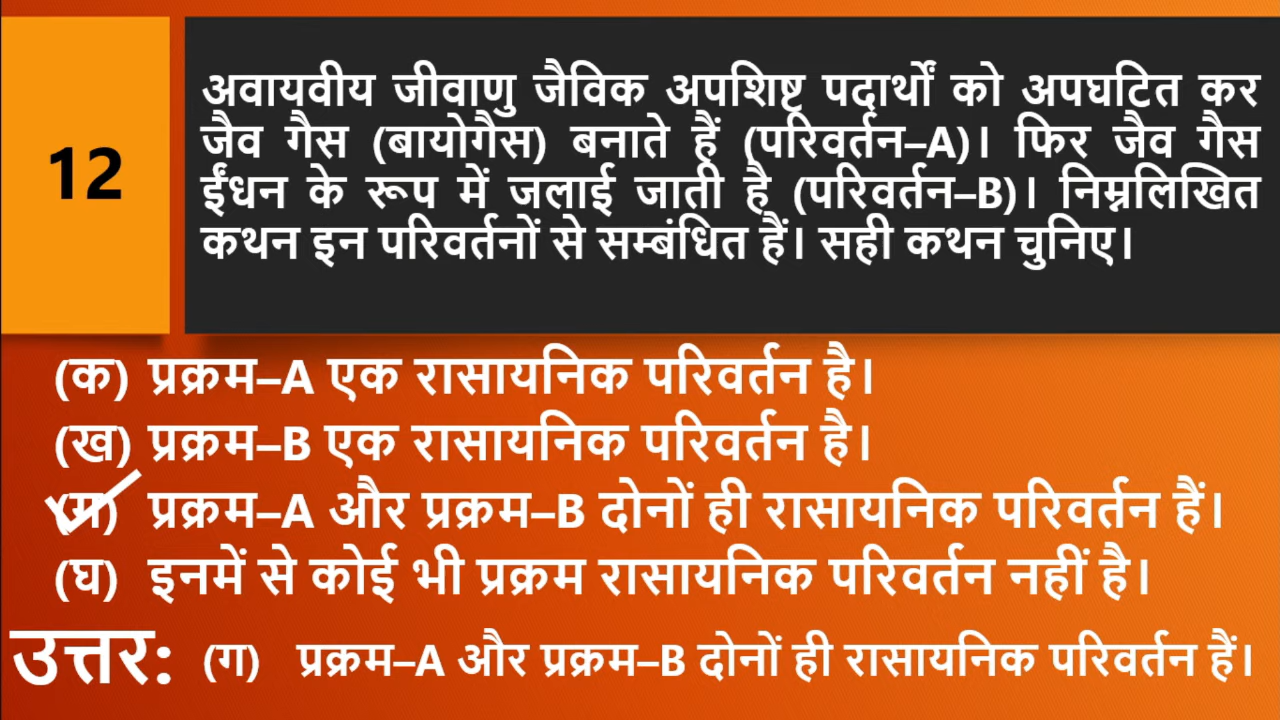 12
अवायवीय जीवाणु जैविक अपशिष्ट पदार्थों को अपघटित कर
जैव गैस (बायोगैस) बनाते हैं (परिवर्तन–A)। फिर जैव गैस
ईंधन के रूप में जलाई जाती है (परिवर्तन–B)। निम्नलिखित
कथन इन परिवर्तनों से सम्बंधित हैं। सही कथन चुनिए।
(क) प्रक्रम–A एक रासायनिक परिवर्तन है।
(ख) प्रक्रम–B एक रासायनिक परिवर्तन है।
(ग) प्रक्रम–A और प्रक्रम–B दोनों ही रासायनिक परिवर्तन हैं।
(घ) इनमें से कोई भी प्रक्रम रासायनिक परिवर्तन नहीं है।
उत्तर: (ग) प्रक्रम–A और प्रक्रम–B दोनों ही रासायनिक परिवर्तन हैं।